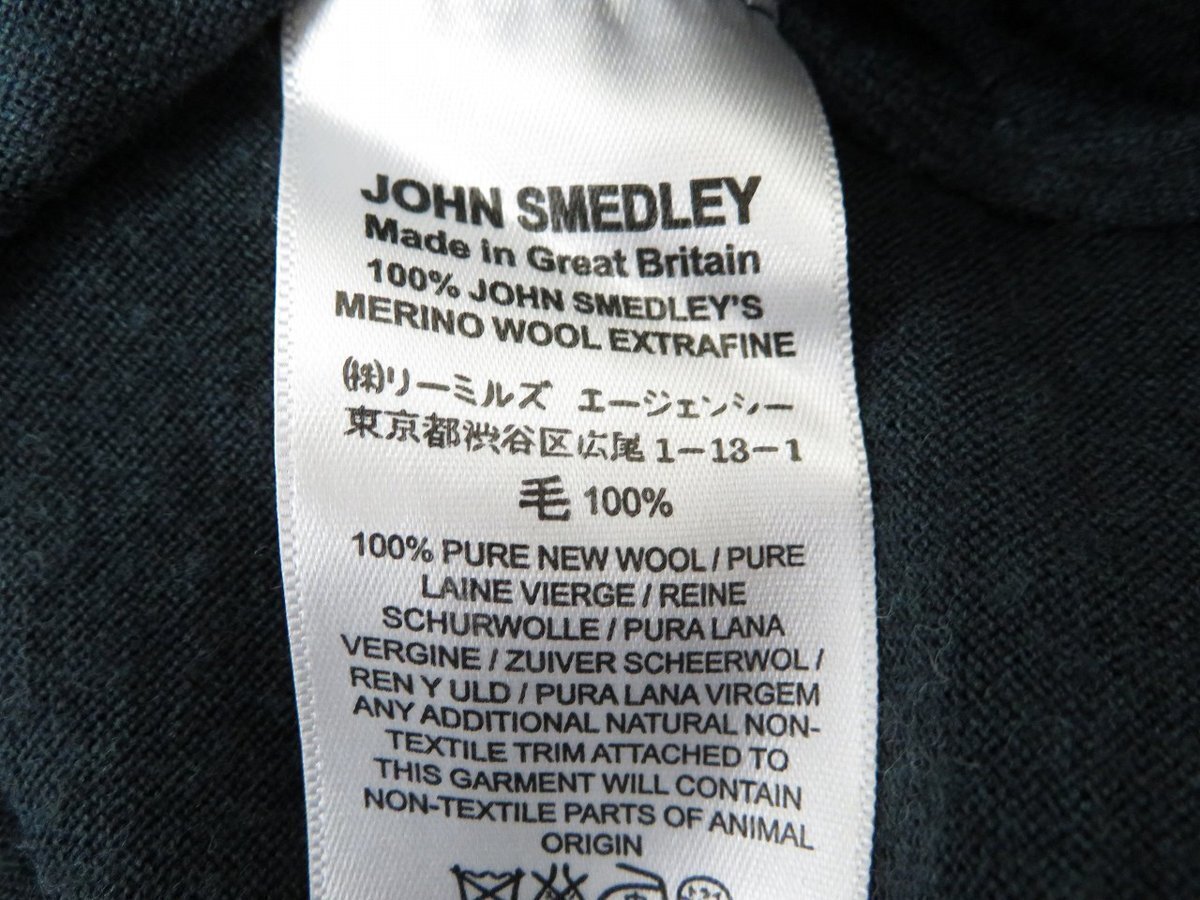 JOHN SMEDLEY
Made in Great Britain
100% JOHN SMEDLEY'S
MERINO WOOL EXTRAFINE
㈱リーミルズ エージェンシー
東京都渋谷区広尾1-13-1
毛 100%
100% PURE NEW WOOL / PURE
LAINE VIERGE / REINE
SCHURWOLLE / PURA LANA
VERGINE / ZUIVER SCHEERWOL /
REN Y ULD / PURA LANA VIRGEM
ANY ADDITIONAL NATURAL NON-
TEXTILE TRIM ATTACHED TO
THIS GARMENT WILL CONTAIN
NON-TEXTILE PARTS OF ANIMAL
ORIGIN